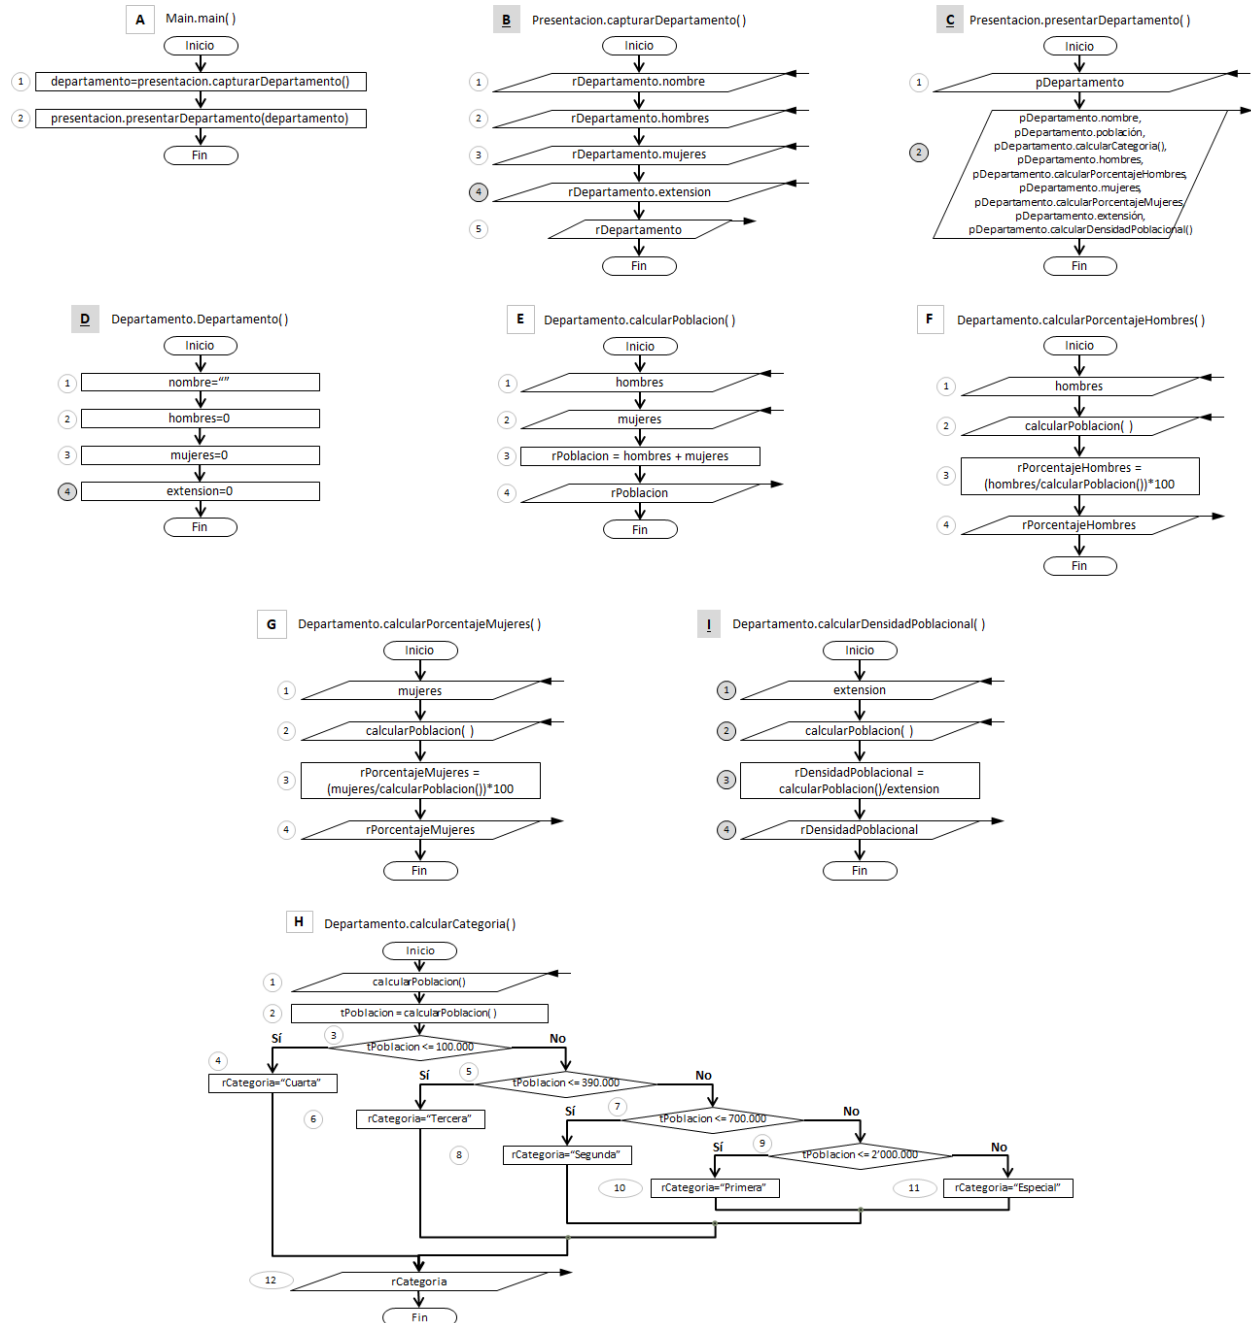 A Main.main( )
Inicio
1 departamento=presentacion.capturarDepartamento()
2 presentacion.presentarDepartamento(departamento)
Fin
B Presentacion.capturarDepartamento()
Inicio
1 rDepartamento.nombre
2 rDepartamento.hombres
3 rDepartamento.mujeres
4 rDepartamento.extension
5 rDepartamento
Fin
C Presentacion.presentarDepartamento( )
Inicio
1 pDepartamento
2
pDepartamento.nombre,
pDepartamento.población,
pDepartamento.calcularCategoria(),
pDepartamento.hombres,
pDepartamento.calcularPorcentajeHombres,
pDepartamento.mujeres,
pDepartamento.calcularPorcentajeMujeres,
pDepartamento.extensión,
pDepartamento.calcularDensidadPoblacional()
Fin
D Departamento.Departamento( )
Inicio
1 nombre=“”
2 hombres=0
3 mujeres=0
4 extension=0
Fin
E Departamento.calcularPoblacion( )
Inicio
1 hombres
2 mujeres
3 rPoblacion = hombres + mujeres
4 rPoblacion
Fin
F Departamento.calcularPorcentajeHombres( )
Inicio
1 hombres
2 calcularPoblacion( )
3 rPorcentajeHombres =
(hombres/calcularPoblacion())*100
4 rPorcentajeHombres
Fin
G Departamento.calcularPorcentajeMujeres( )
Inicio
1 mujeres
2 calcularPoblacion( )
3 rPorcentajeMujeres =
(mujeres/calcularPoblacion())*100
4 rPorcentajeMujeres
Fin
I Departamento.calcularDensidadPoblacional( )
Inicio
1 extension
2 calcularPoblacion( )
3 rDensidadPoblacional =
calcularPoblacion()/extension
4 rDensidadPoblacional
Fin
H Departamento.calcularCategoria( )
Inicio
1 calcularPoblacion()
2 tPoblacion = calcularPoblacion( )
Sí 3 tPoblacion <= 100.000 No
4 rCategoria=“Cuarta”
Sí 5 tPoblacion <= 390.000 No
6 rCategoria=“Tercera”
Sí 7 tPoblacion <= 700.000 No
8 rCategoria=“Segunda”
Sí 9 tPoblacion <= 2’000.000 No
10 rCategoria=“Primera”
11 rCategoria=“Especial”
12 rCategoria
Fin